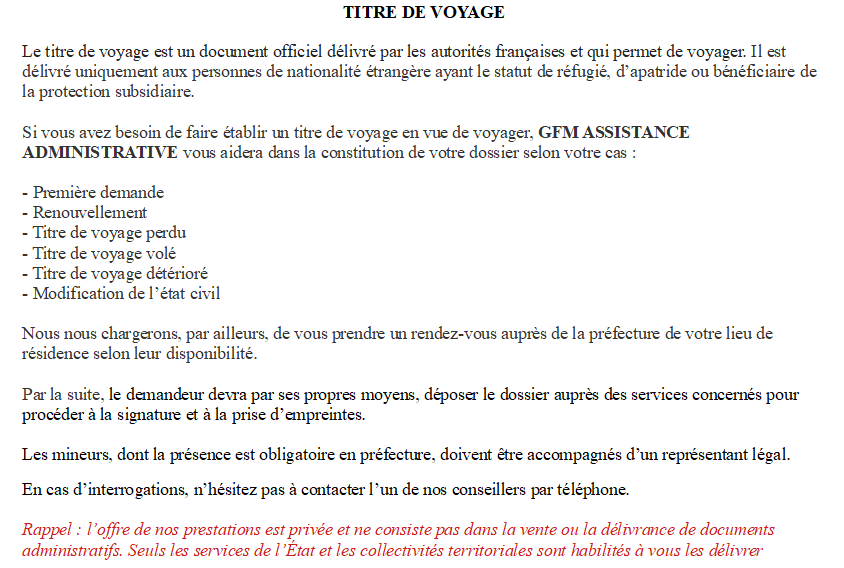 TITRE DE VOYAGE
Le titre de voyage est un document officiel délivré par les autorités françaises et qui permet de voyager. Il est
délivré uniquement aux personnes de nationalité étrangère ayant le statut de réfugié, d’apatride ou bénéficiaire de
la protection subsidiaire.
Si vous avez besoin de faire établir un titre de voyage en vue de voyager, GFM ASSISTANCE
ADMINISTRATIVE vous aidera dans la constitution de votre dossier selon votre cas :
- Première demande
- Renouvellement
- Titre de voyage perdu
- Titre de voyage volé
- Titre de voyage détérioré
- Modification de l’état civil
Nous nous chargerons, par ailleurs, de vous prendre un rendez-vous auprès de la préfecture de votre lieu de
résidence selon leur disponibilité.
Par la suite, le demandeur devra par ses propres moyens, déposer le dossier auprès des services concernés pour
procéder à la signature et à la prise d’empreintes.
Les mineurs, dont la présence est obligatoire en préfecture, doivent être accompagnés d’un représentant légal.
En cas d’interrogations, n’hésitez pas à contacter l’un de nos conseillers par téléphone.
Rappel : l’offre de nos prestations est privée et ne consiste pas dans la vente ou la délivrance de documents
administratifs. Seuls les services de l’État et les collectivités territoriales sont habilités à vous les délivrer